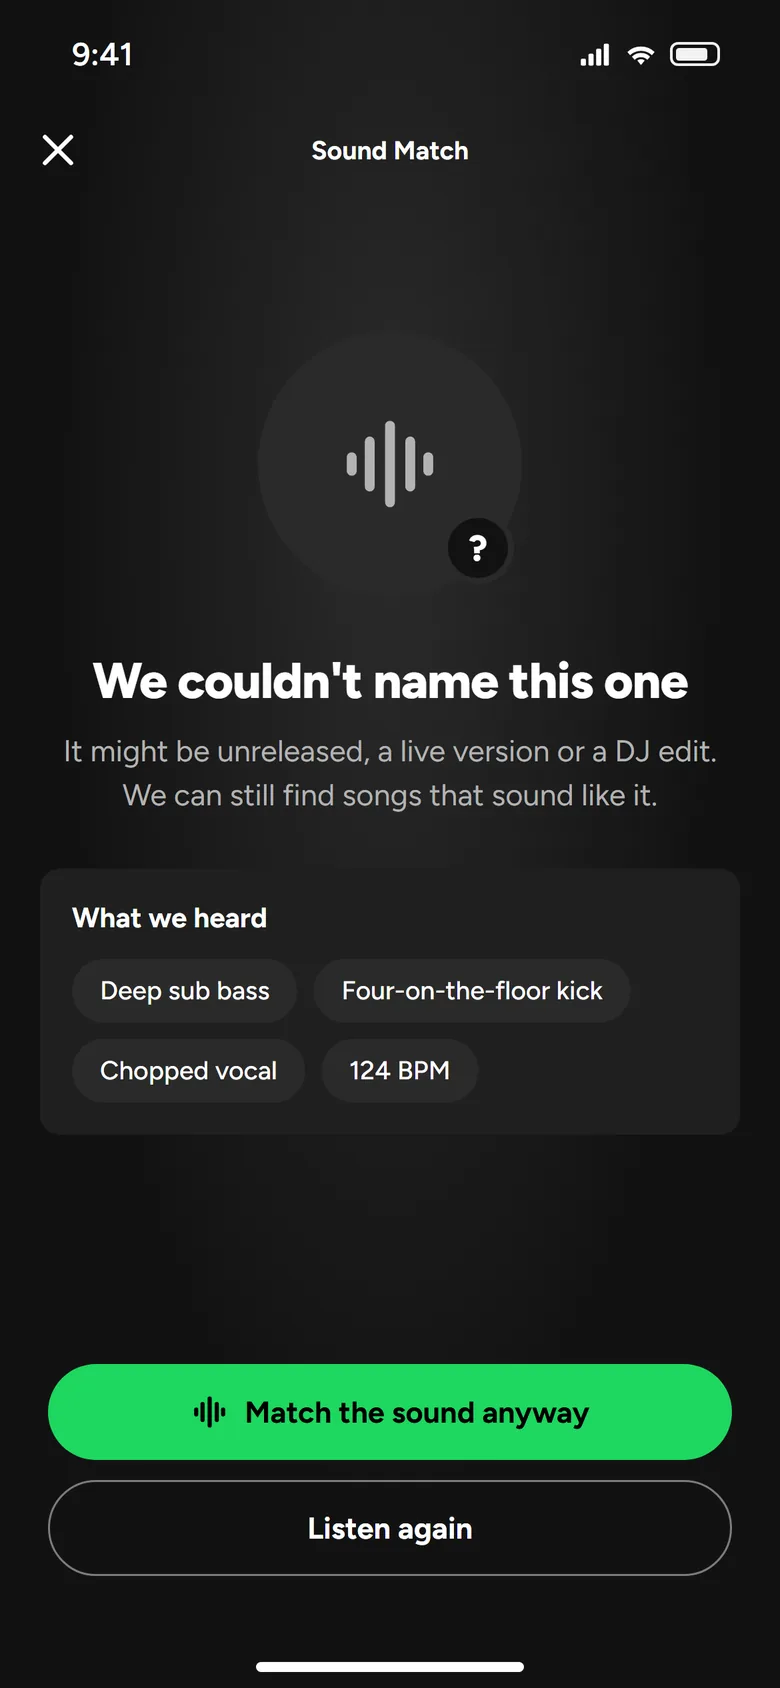 9:41
Sound Match
?
We couldn't name this one
It might be unreleased, a live version or a DJ edit.
We can still find songs that sound like it.
What we heard
Deep sub bass
Four-on-the-floor kick
Chopped vocal
124 BPM
Match the sound anyway
Listen again